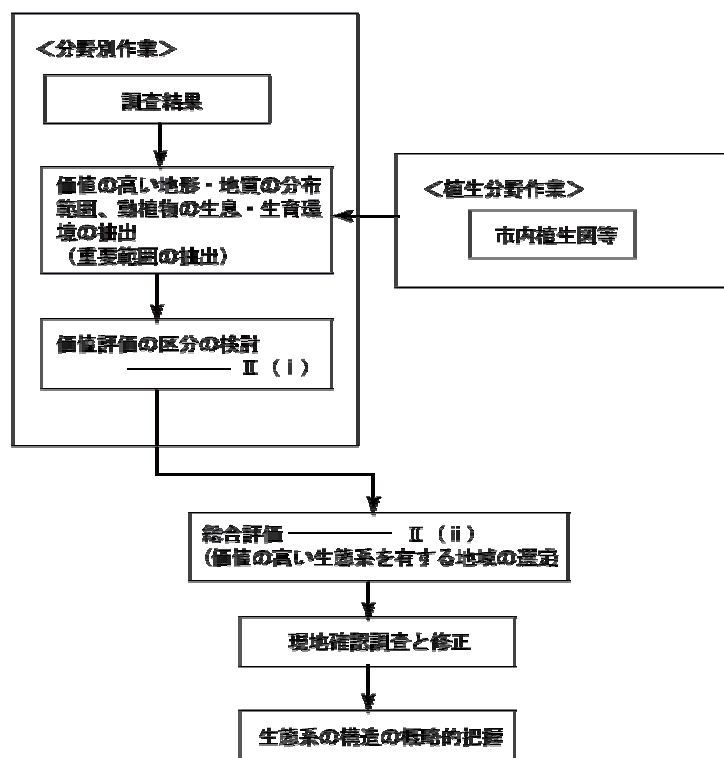 ＜分野別作業＞
調査結果
価値の高い地形・地質の分布
範囲、動植物の生息・生育環
境の抽出
（重要範囲の抽出）
＜植生分野作業＞
市内植生図等
価値評価の区分の検討
Ⅱ（ⅰ）
総合評価 Ⅱ（ⅱ）
(価値の高い生態系を有する地域の選定)
現地確認調査と修正
生態系の構造の概略的把握